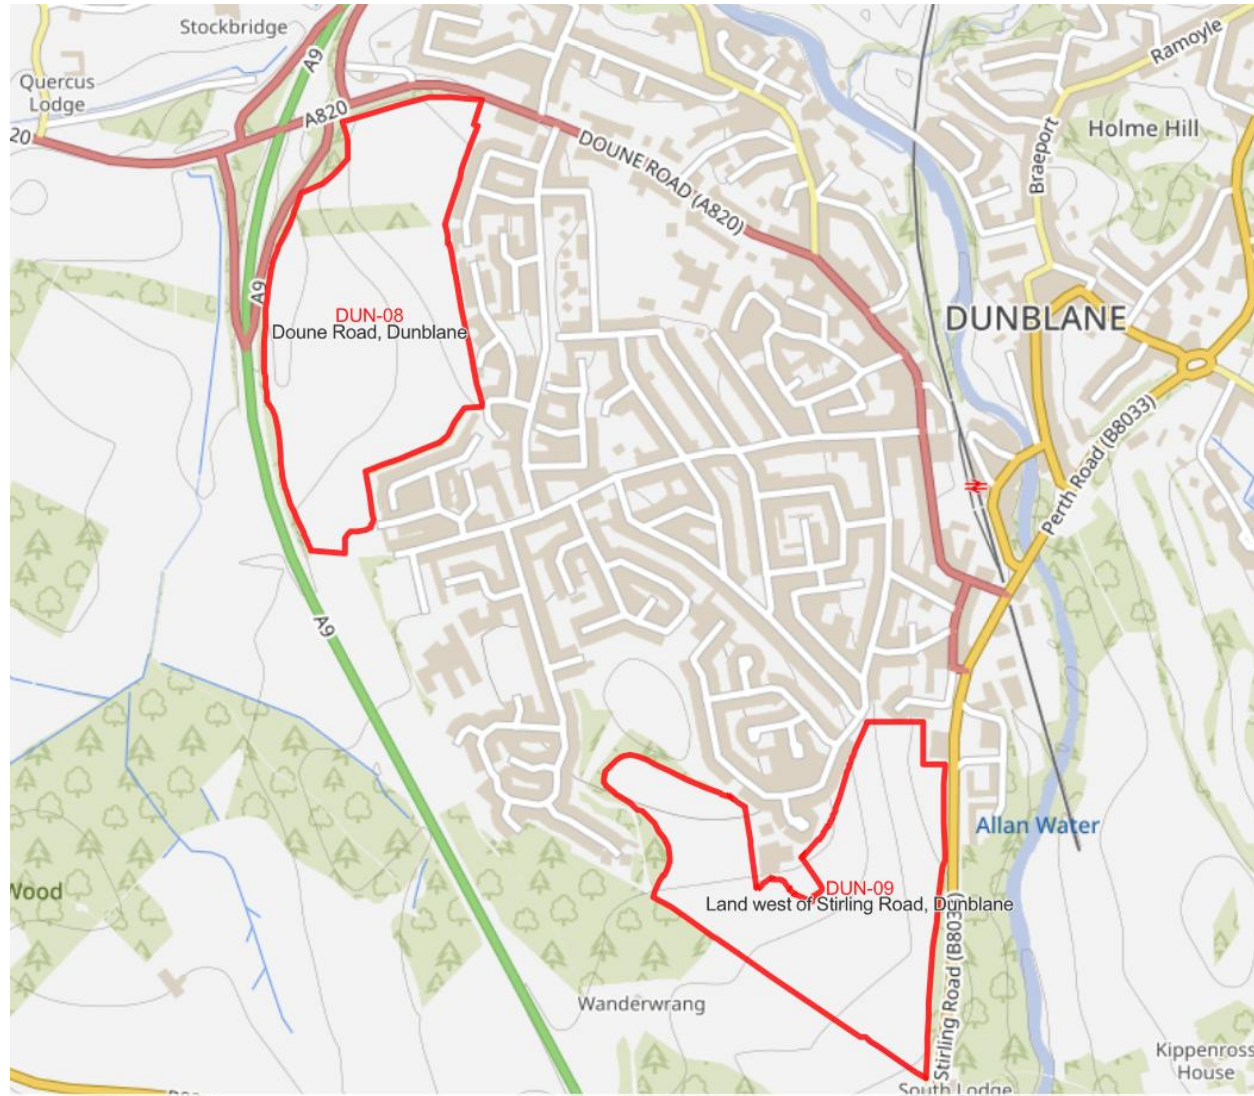 Stockbridge
A9
Ramoyle
Quercus
Lodge
A820
20
Holme Hill
DOUNE ROAD (A820)
Braeport
A9
DUN-08
Doune Road, Dunblane
DUNBLANE
Perth Road (B8033)
A9
Allan Water
Wood
DUN-09
Land west of Stirling Road, Dunblane
Stirling Road (B8033)
Wanderwrang
Kippenross
House
South Lodge